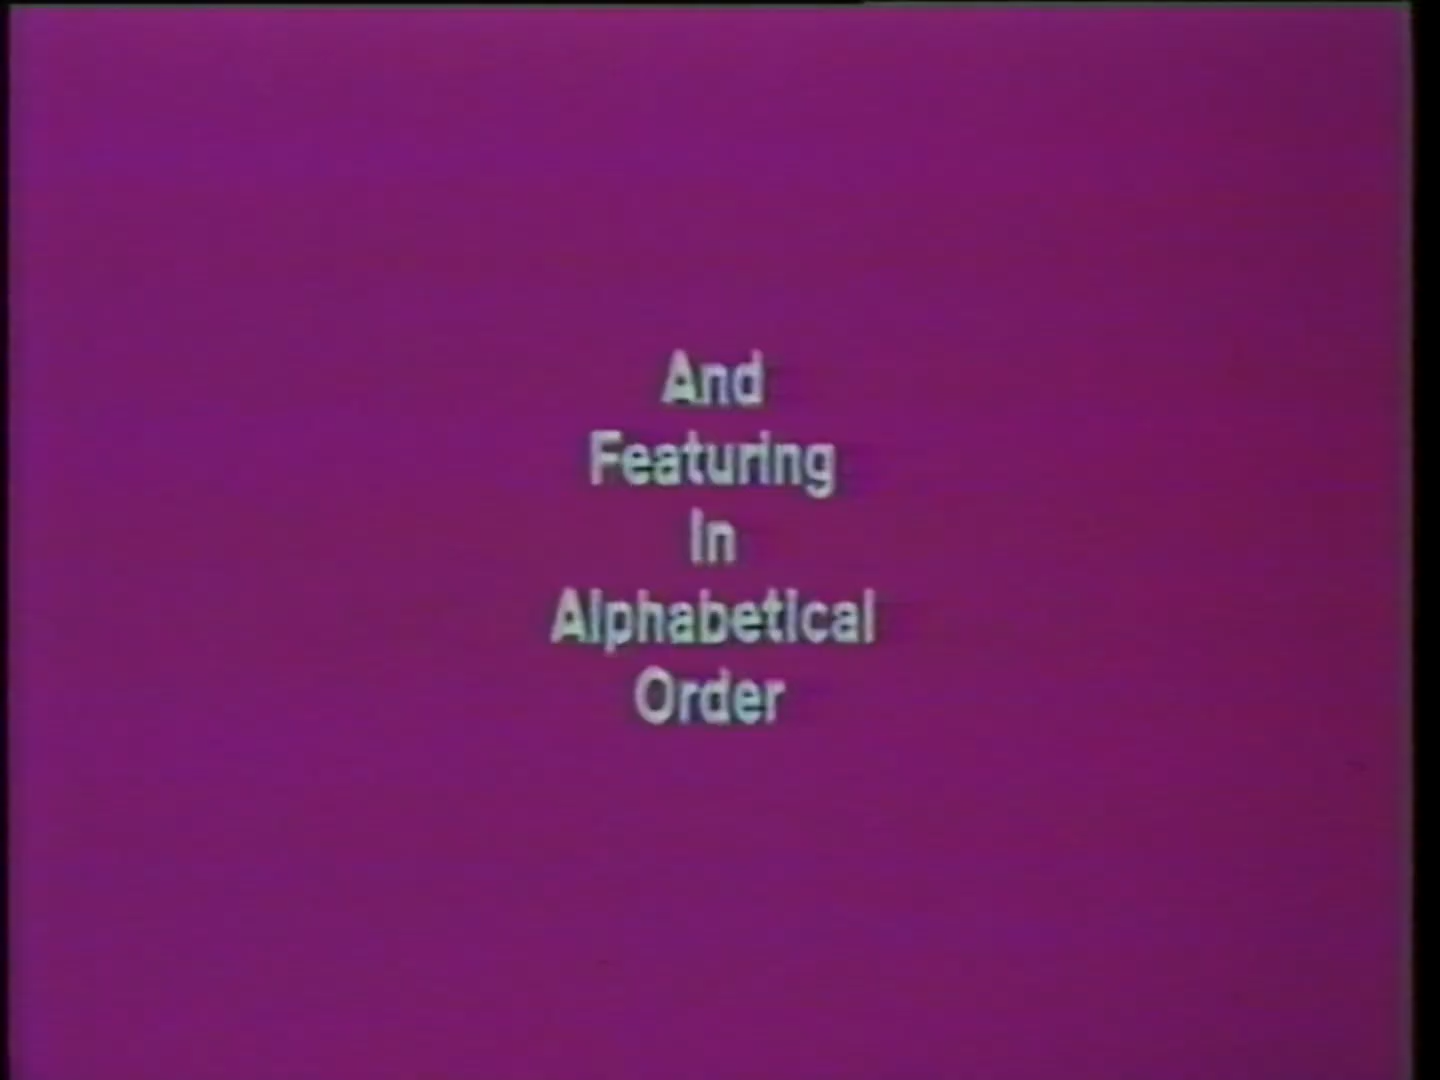 And
Featuring
In
Alphabetical
Order